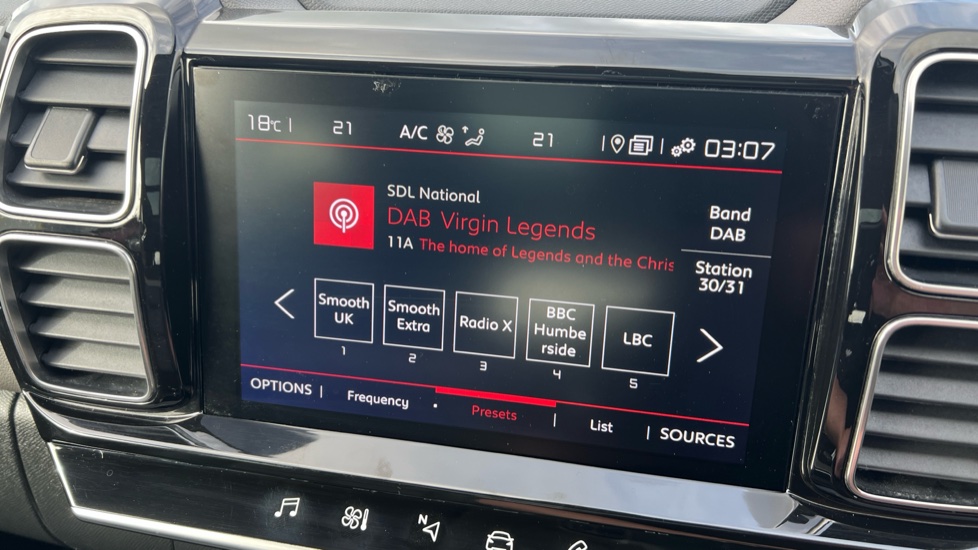 18°C | 21 A/C 21 | | 03:07
SDL National
DAB Virgin Legends
11A The home of Legends and the Chris
Band
DAB
Station
30/31
Smooth
UK
1
Smooth
Extra
2
Radio X
3
BBC
Humbe
rside
4
LBC
5
OPTIONS | Frequency · Presets | List | SOURCES
N